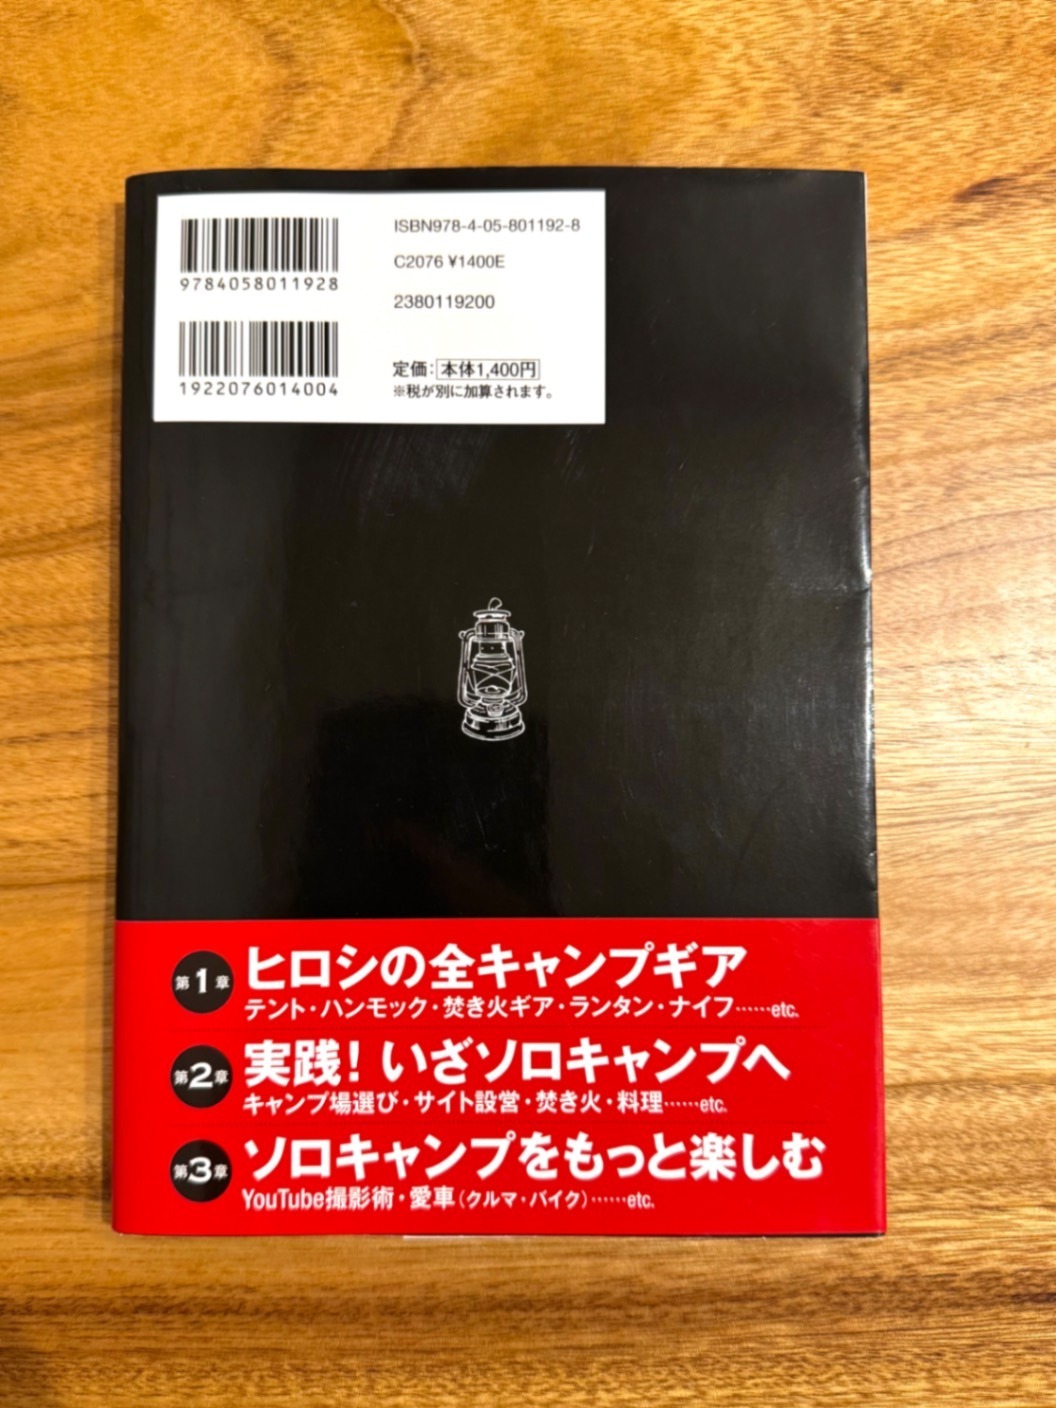 ISBN978-4-05-801192-8
9784058011928
C2076 ¥1400E
2380119200
1922076014004
定価：本体1,400円
※税が別に加算されます。
第1章 ヒロシの全キャンプギア
テント・ハンモック・焚き火ギア・ランタン・ナイフ……etc.
第2章 実践！いざソロキャンプへ
キャンプ場選び・サイト設営・焚き火・料理……etc.
第3章 ソロキャンプをもっと楽しむ
YouTube撮影術・愛車（クルマ・バイク）……etc.